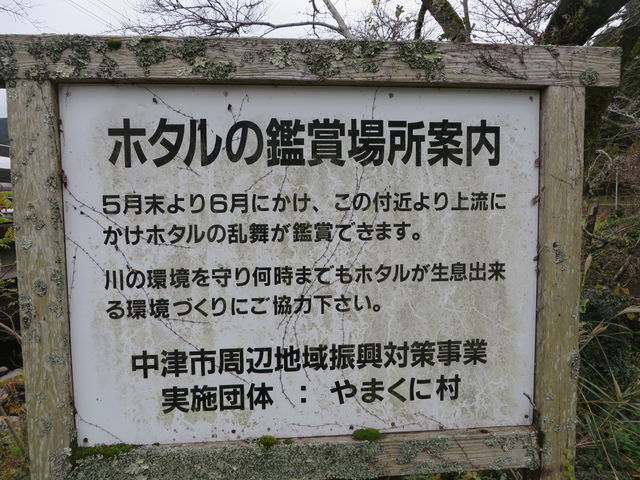 ホタルの鑑賞場所案内
５月末より６月にかけ、この付近より上流に
かけホタルの乱舞が鑑賞できます。
川の環境を守り何時までもホタルが生息出来
る環境づくりにご協力下さい。
中津市周辺地域振興対策事業
実施団体　：　やまくに村